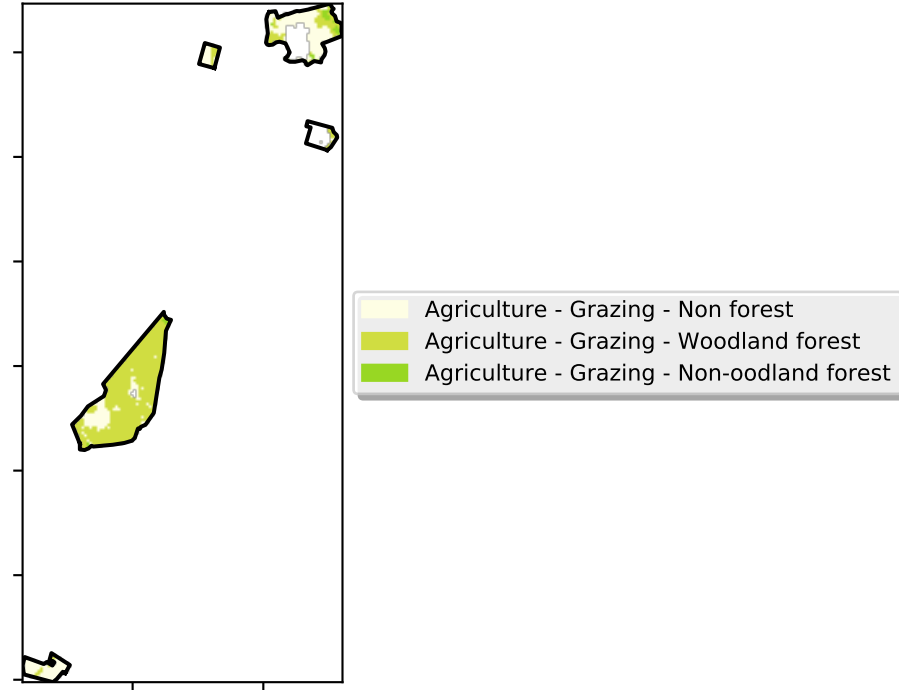 Agriculture - Grazing - Non forest
Agriculture - Grazing - Woodland forest
Agriculture - Grazing - Non-oodland forest